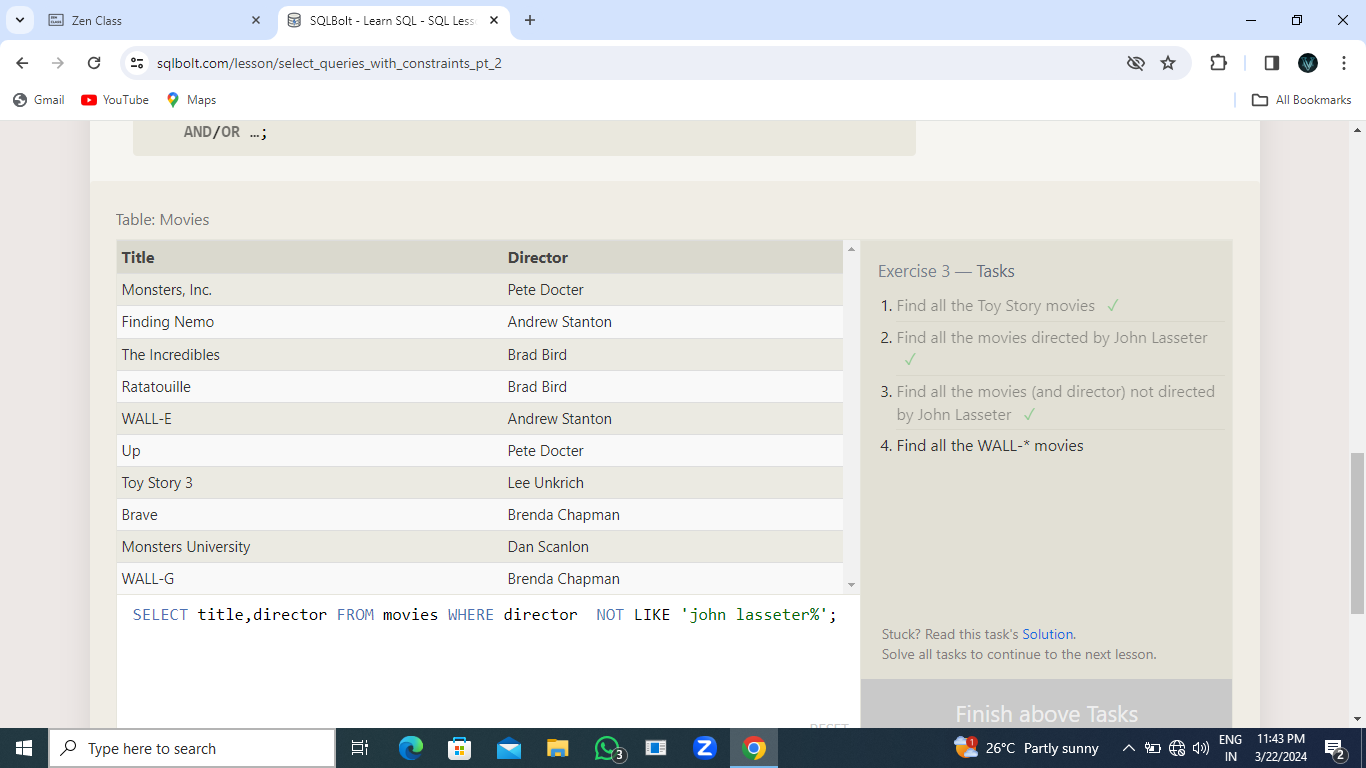 Zen Class
SQLBolt - Learn SQL - SQL Less
sqlbolt.com/lesson/select_queries_with_constraints_pt_2
Gmail
YouTube
Maps
All Bookmarks
AND/OR …;
Table: Movies
Title Director
Monsters, Inc. Pete Docter
Finding Nemo Andrew Stanton
The Incredibles Brad Bird
Ratatouille Brad Bird
WALL-E Andrew Stanton
Up Pete Docter
Toy Story 3 Lee Unkrich
Brave Brenda Chapman
Monsters University Dan Scanlon
WALL-G Brenda Chapman
SELECT title,director FROM movies WHERE director  NOT LIKE 'john lasseter%';
RESET
Exercise 3 — Tasks
1. Find all the Toy Story movies ✓
2. Find all the movies directed by John Lasseter
✓
3. Find all the movies (and director) not directed
by John Lasseter ✓
4. Find all the WALL-* movies
Stuck? Read this task's Solution.
Solve all tasks to continue to the next lesson.
Finish above Tasks
Type here to search
3
Z
1
26°C Partly sunny
ENG
IN
11:43 PM
3/22/2024
2